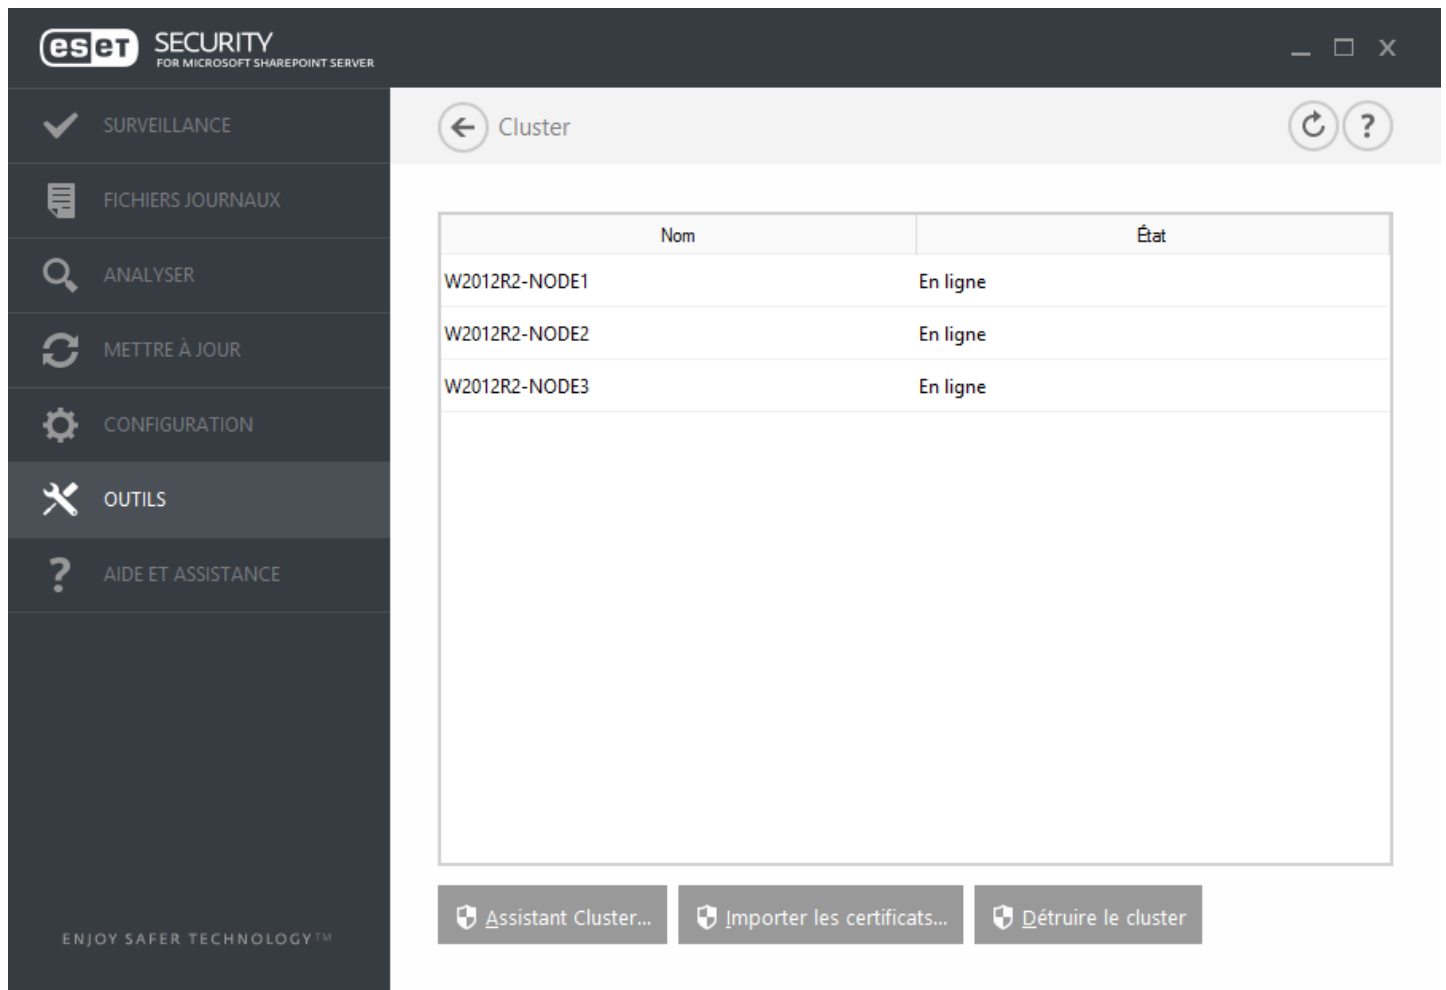 eset SECURITY
FOR MICROSOFT SHAREPOINT SERVER
SURVEILLANCE
FICHIERS JOURNAUX
ANALYSER
METTRE À JOUR
CONFIGURATION
OUTILS
AIDE ET ASSISTANCE
ENJOY SAFER TECHNOLOGY™
Cluster
?
Nom État
W2012R2-NODE1 En ligne
W2012R2-NODE2 En ligne
W2012R2-NODE3 En ligne
Assistant Cluster... Importer les certificats... Détruire le cluster